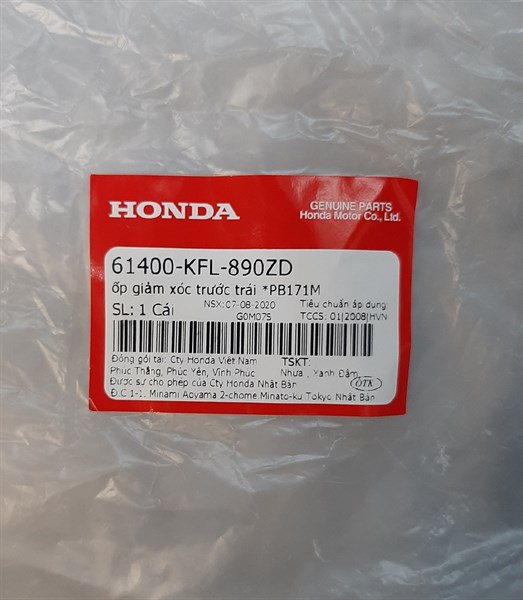 HONDA
GENUINE PARTS
Honda Motor Co., Ltd.
61400-KFL-890ZD
ốp giảm xóc trước trái *PB171M
SL: 1 Cái
NSX:07-08-2020
G0M07S
Tiêu chuẩn áp dụng
TCCS: 01|2008|HVN
Đóng gói tại: Cty Honda Việt Nam
Phúc Thắng, Phúc Yên, Vĩnh Phúc
TSKT:
Nhựa , Xanh Đậm,
Được sự cho phép của Cty Honda Nhật Bản
OTK
Đ.C 1-1, Minami Aoyama 2-chome.Minato-ku Tokyo Nhật Bản